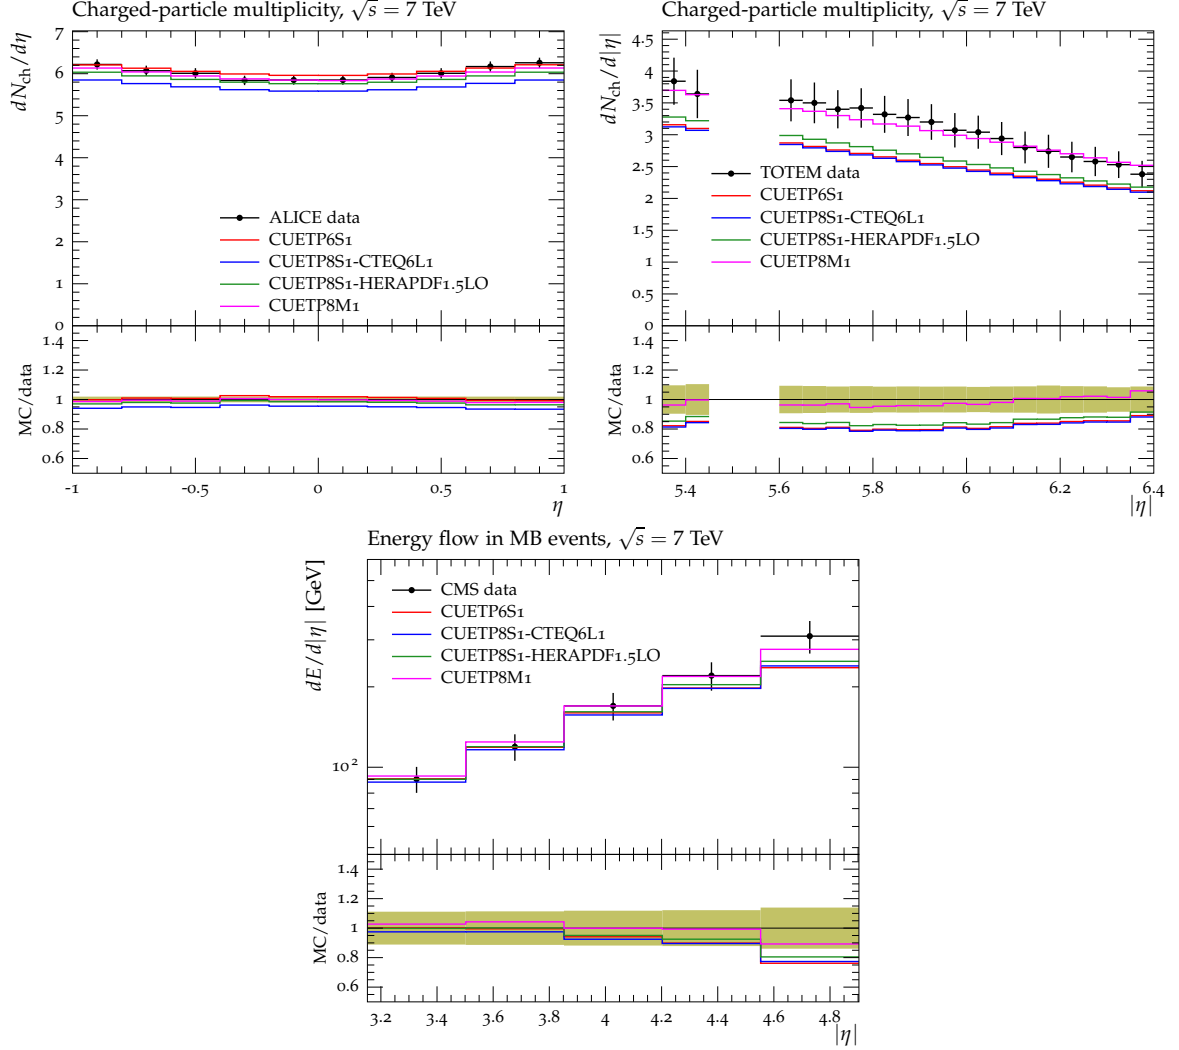 Charged-particle multiplicity, √s = 7 TeV
dN_ch/dη
7
6
5
4
3
2
1
0
ALICE data
CUETP6S1
CUETP8S1-CTEQ6L1
CUETP8S1-HERAPDF1.5LO
CUETP8M1
MC/data
1.4
1.2
1
0.8
0.6
-1
-0.5
0
0.5
1
η
Charged-particle multiplicity, √s = 7 TeV
dN_ch/d|η|
4.5
4
3.5
3
2.5
2
1.5
1
0.5
0
TOTEM data
CUETP6S1
CUETP8S1-CTEQ6L1
CUETP8S1-HERAPDF1.5LO
CUETP8M1
MC/data
1.4
1.2
1
0.8
0.6
5.4
5.6
5.8
6
6.2
6.4
|η|
Energy flow in MB events, √s = 7 TeV
dE/d|η| [GeV]
10²
CMS data
CUETP6S1
CUETP8S1-CTEQ6L1
CUETP8S1-HERAPDF1.5LO
CUETP8M1
MC/data
1.4
1.2
1
0.8
0.6
3.2
3.4
3.6
3.8
4
4.2
4.4
4.6
4.8
|η|